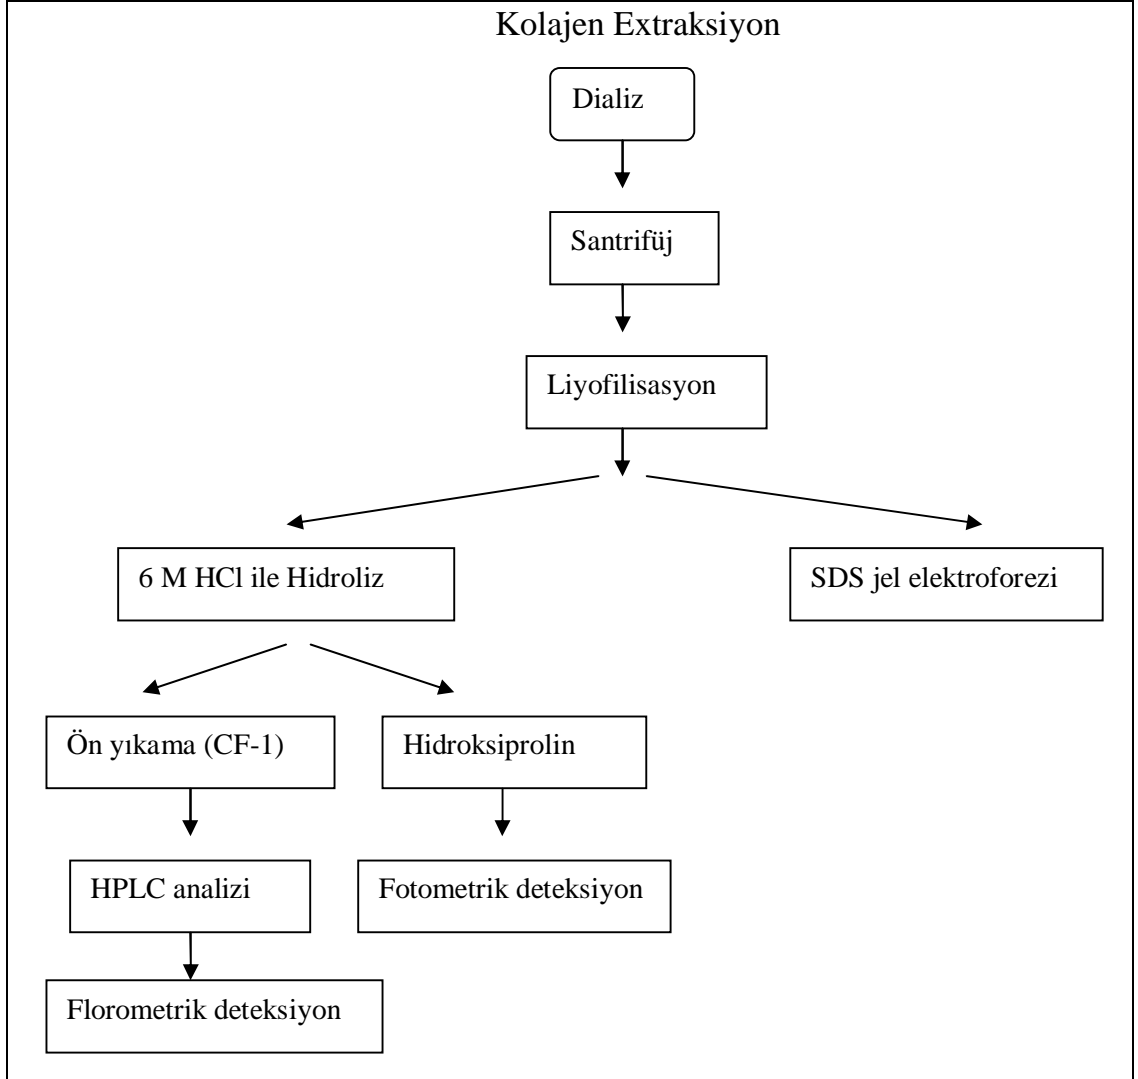 Kolajen Extraksiyon
Dializ
Santrifüj
Liyofilisasyon
6 M HCl ile Hidroliz
SDS jel elektroforezi
Ön yıkama (CF-1)
Hidroksiprolin
HPLC analizi
Fotometrik deteksiyon
Florometrik deteksiyon